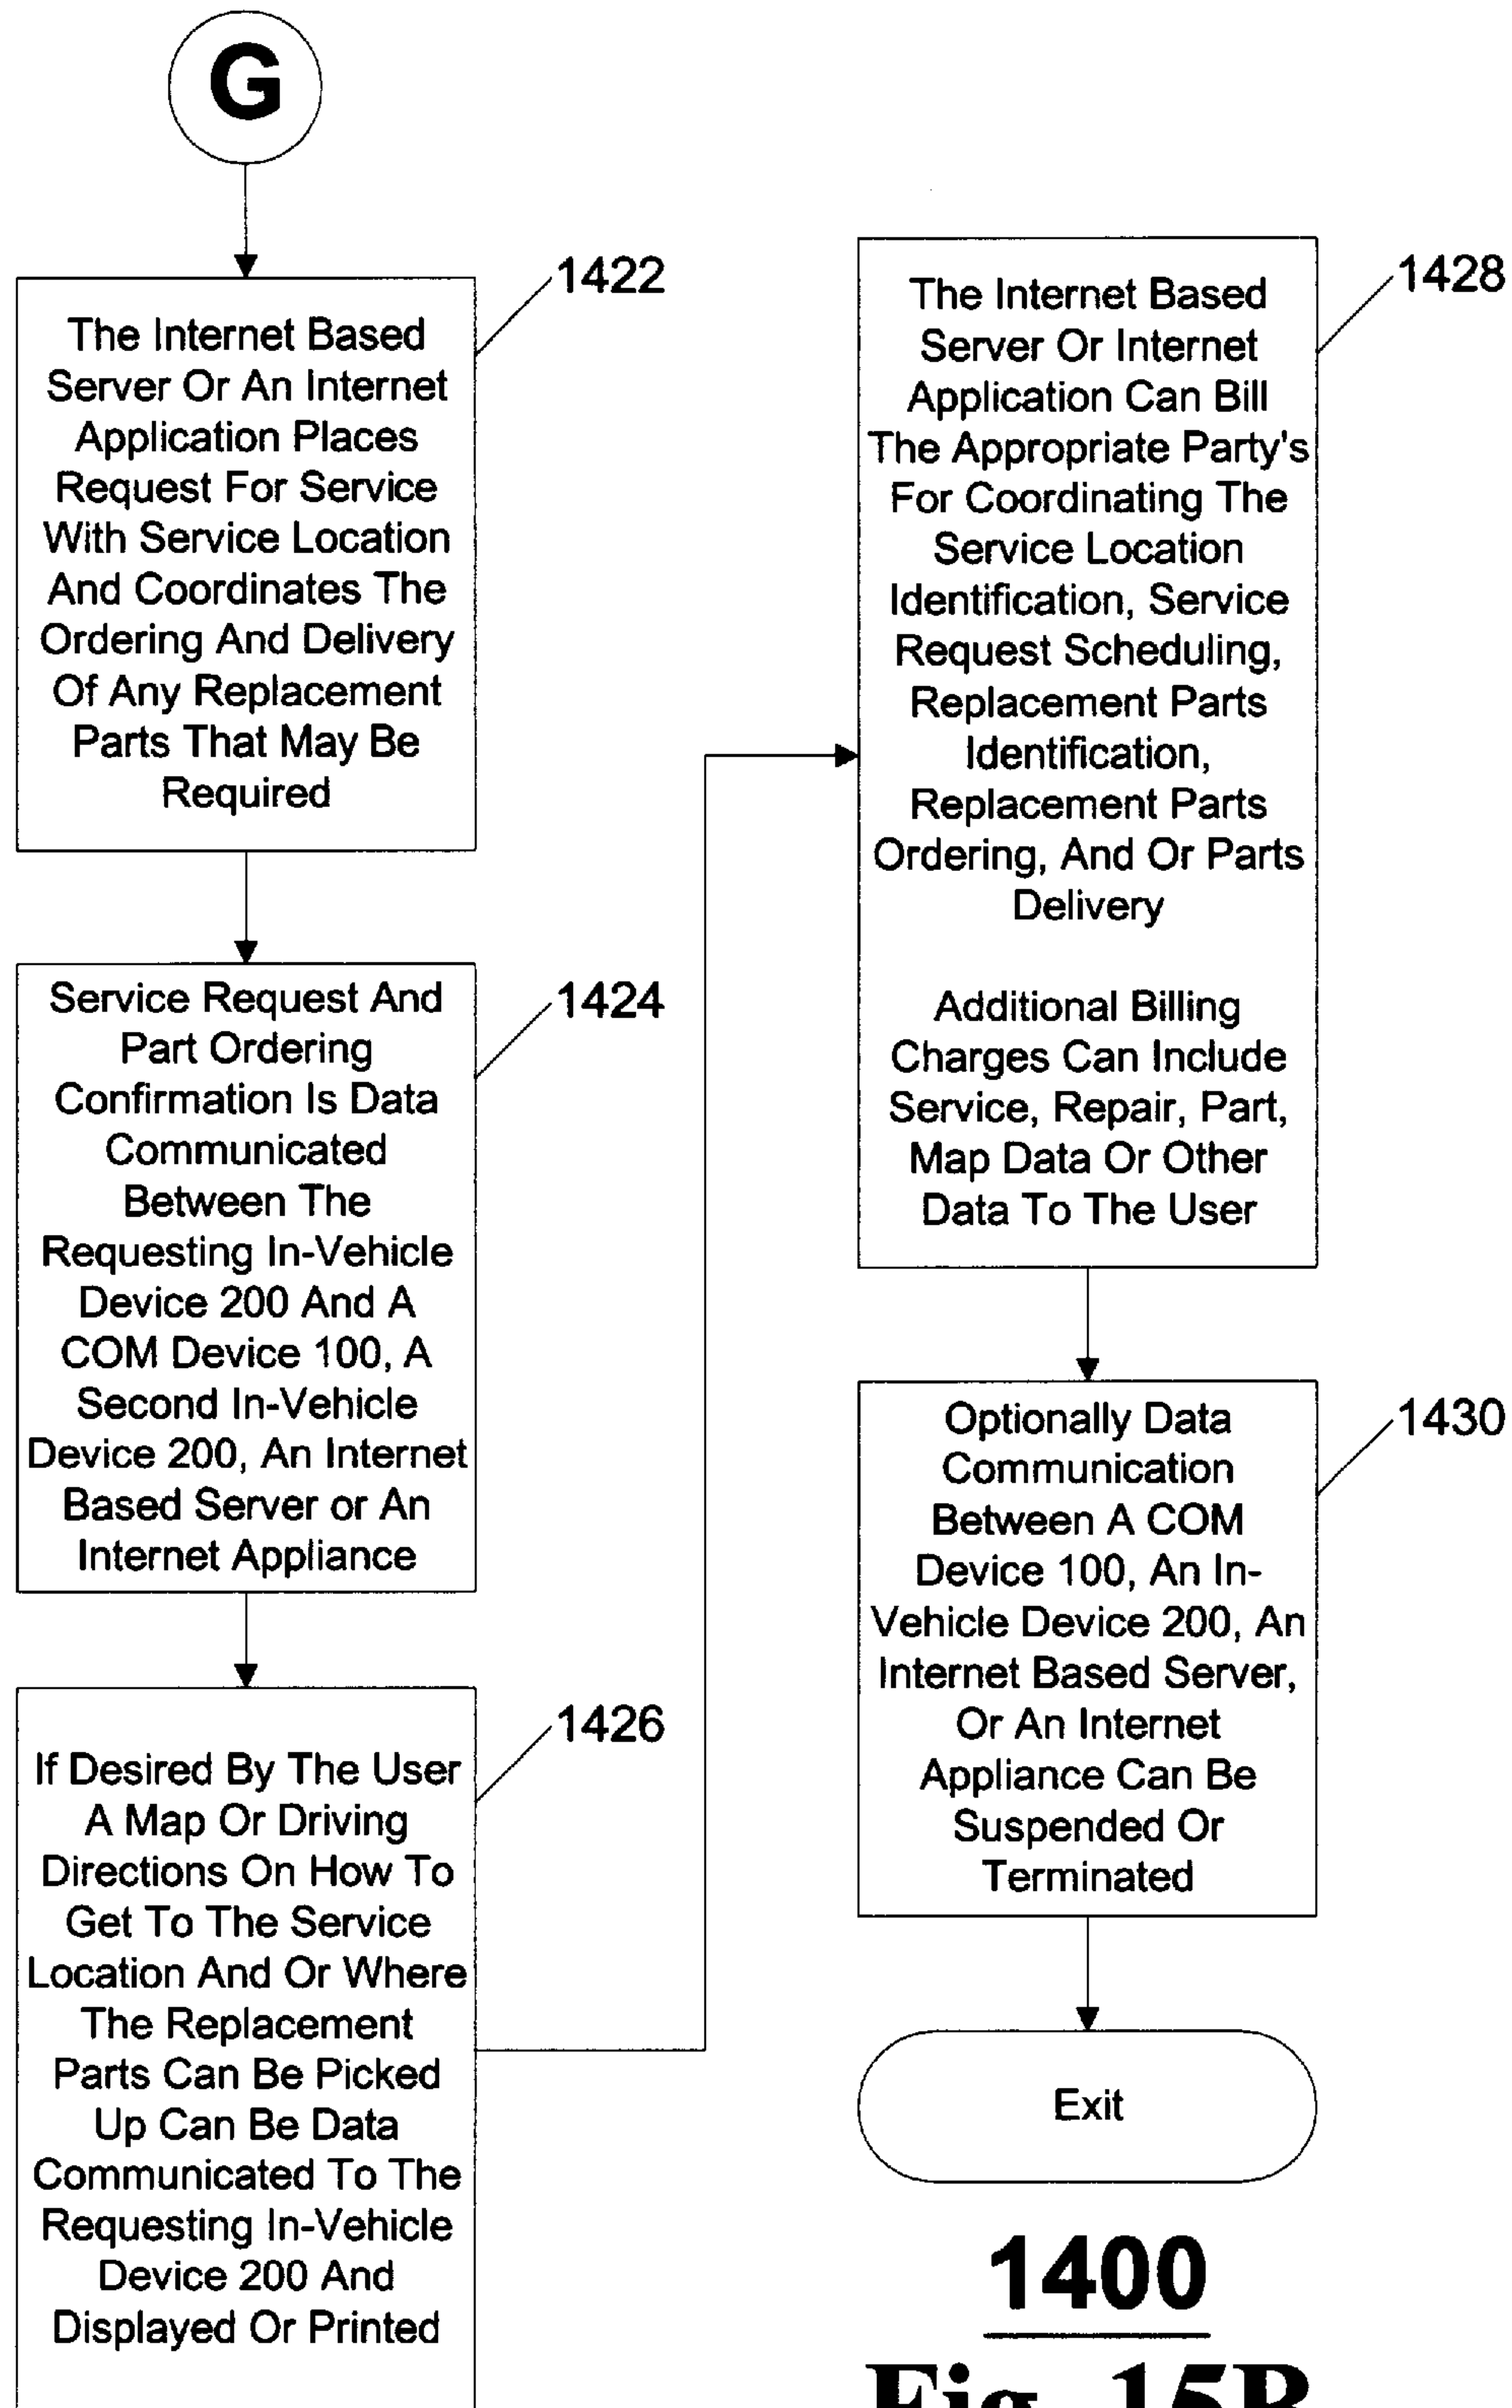 G
1422
The Internet Based
Server Or An Internet
Application Places
Request For Service
With Service Location
And Coordinates The
Ordering And Delivery
Of Any Replacement
Parts That May Be
Required
1424
Service Request And
Part Ordering
Confirmation Is Data
Communicated
Between The
Requesting In-Vehicle
Device 200 And A
COM Device 100, A
Second In-Vehicle
Device 200, An Internet
Based Server or An
Internet Appliance
1426
If Desired By The User
A Map Or Driving
Directions On How To
Get To The Service
Location And Or Where
The Replacement
Parts Can Be Picked
Up Can Be Data
Communicated To The
Requesting In-Vehicle
Device 200 And
Displayed Or Printed
1428
The Internet Based
Server Or Internet
Application Can Bill
The Appropriate Party's
For Coordinating The
Service Location
Identification, Service
Request Scheduling,
Replacement Parts
Identification,
Replacement Parts
Ordering, And Or Parts
Delivery
Additional Billing
Charges Can Include
Service, Repair, Part,
Map Data Or Other
Data To The User
1430
Optionally Data
Communication
Between A COM
Device 100, An In-
Vehicle Device 200, An
Internet Based Server,
Or An Internet
Appliance Can Be
Suspended Or
Terminated
Exit
1400
Fig. 15B